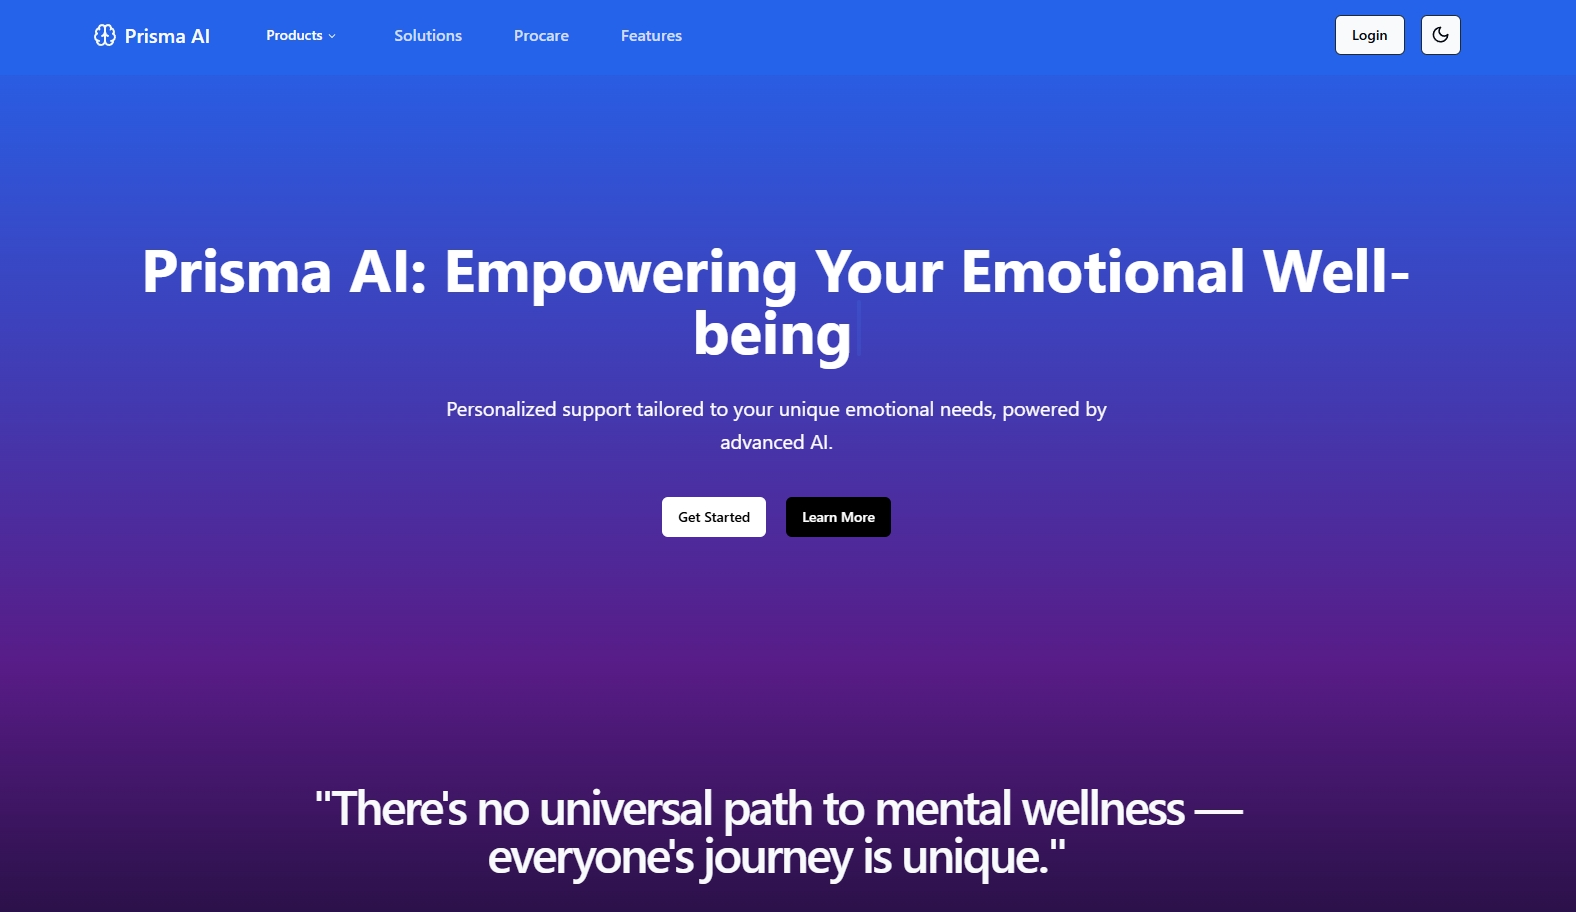 Prisma AI
Products
Solutions
Procare
Features
Login
Prisma AI: Empowering Your Emotional Well-
being
Personalized support tailored to your unique emotional needs, powered by
advanced AI.
Get Started
Learn More
"There's no universal path to mental wellness —
everyone's journey is unique."